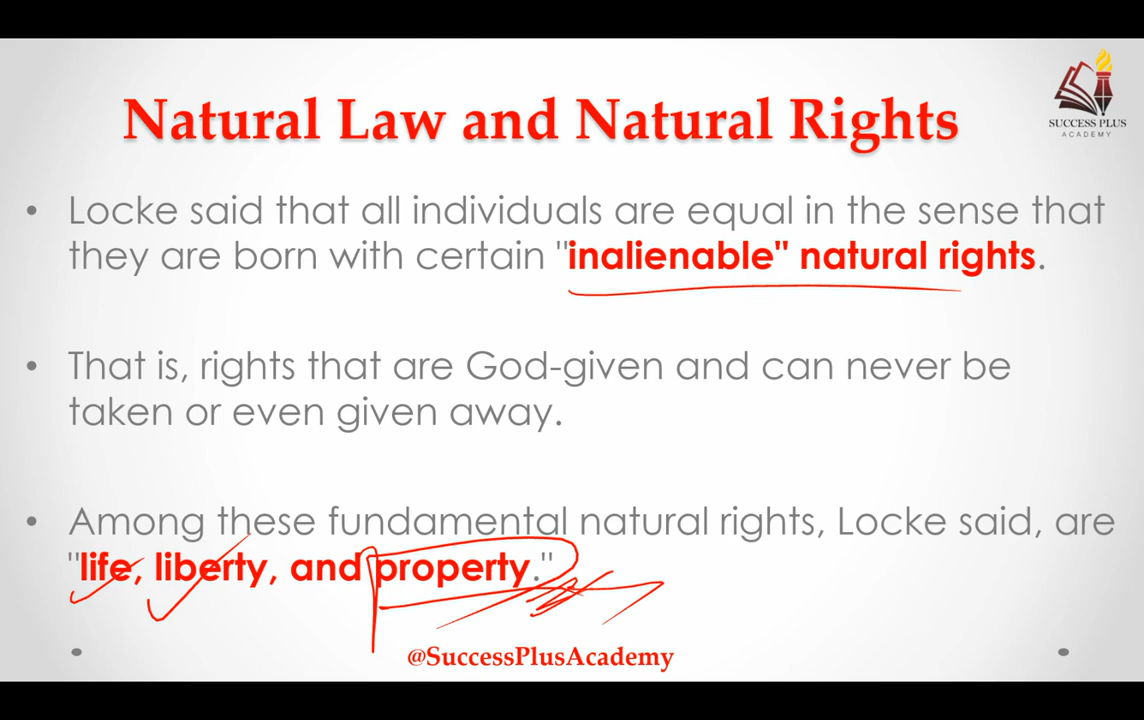 Natural Law and Natural Rights
SUCCESS PLUS
ACADEMY
• Locke said that all individuals are equal in the sense that
they are born with certain "inalienable" natural rights.
• That is, rights that are God-given and can never be
taken or even given away.
• Among these fundamental natural rights, Locke said, are
"life, liberty, and property."
@SuccessPlusAcademy